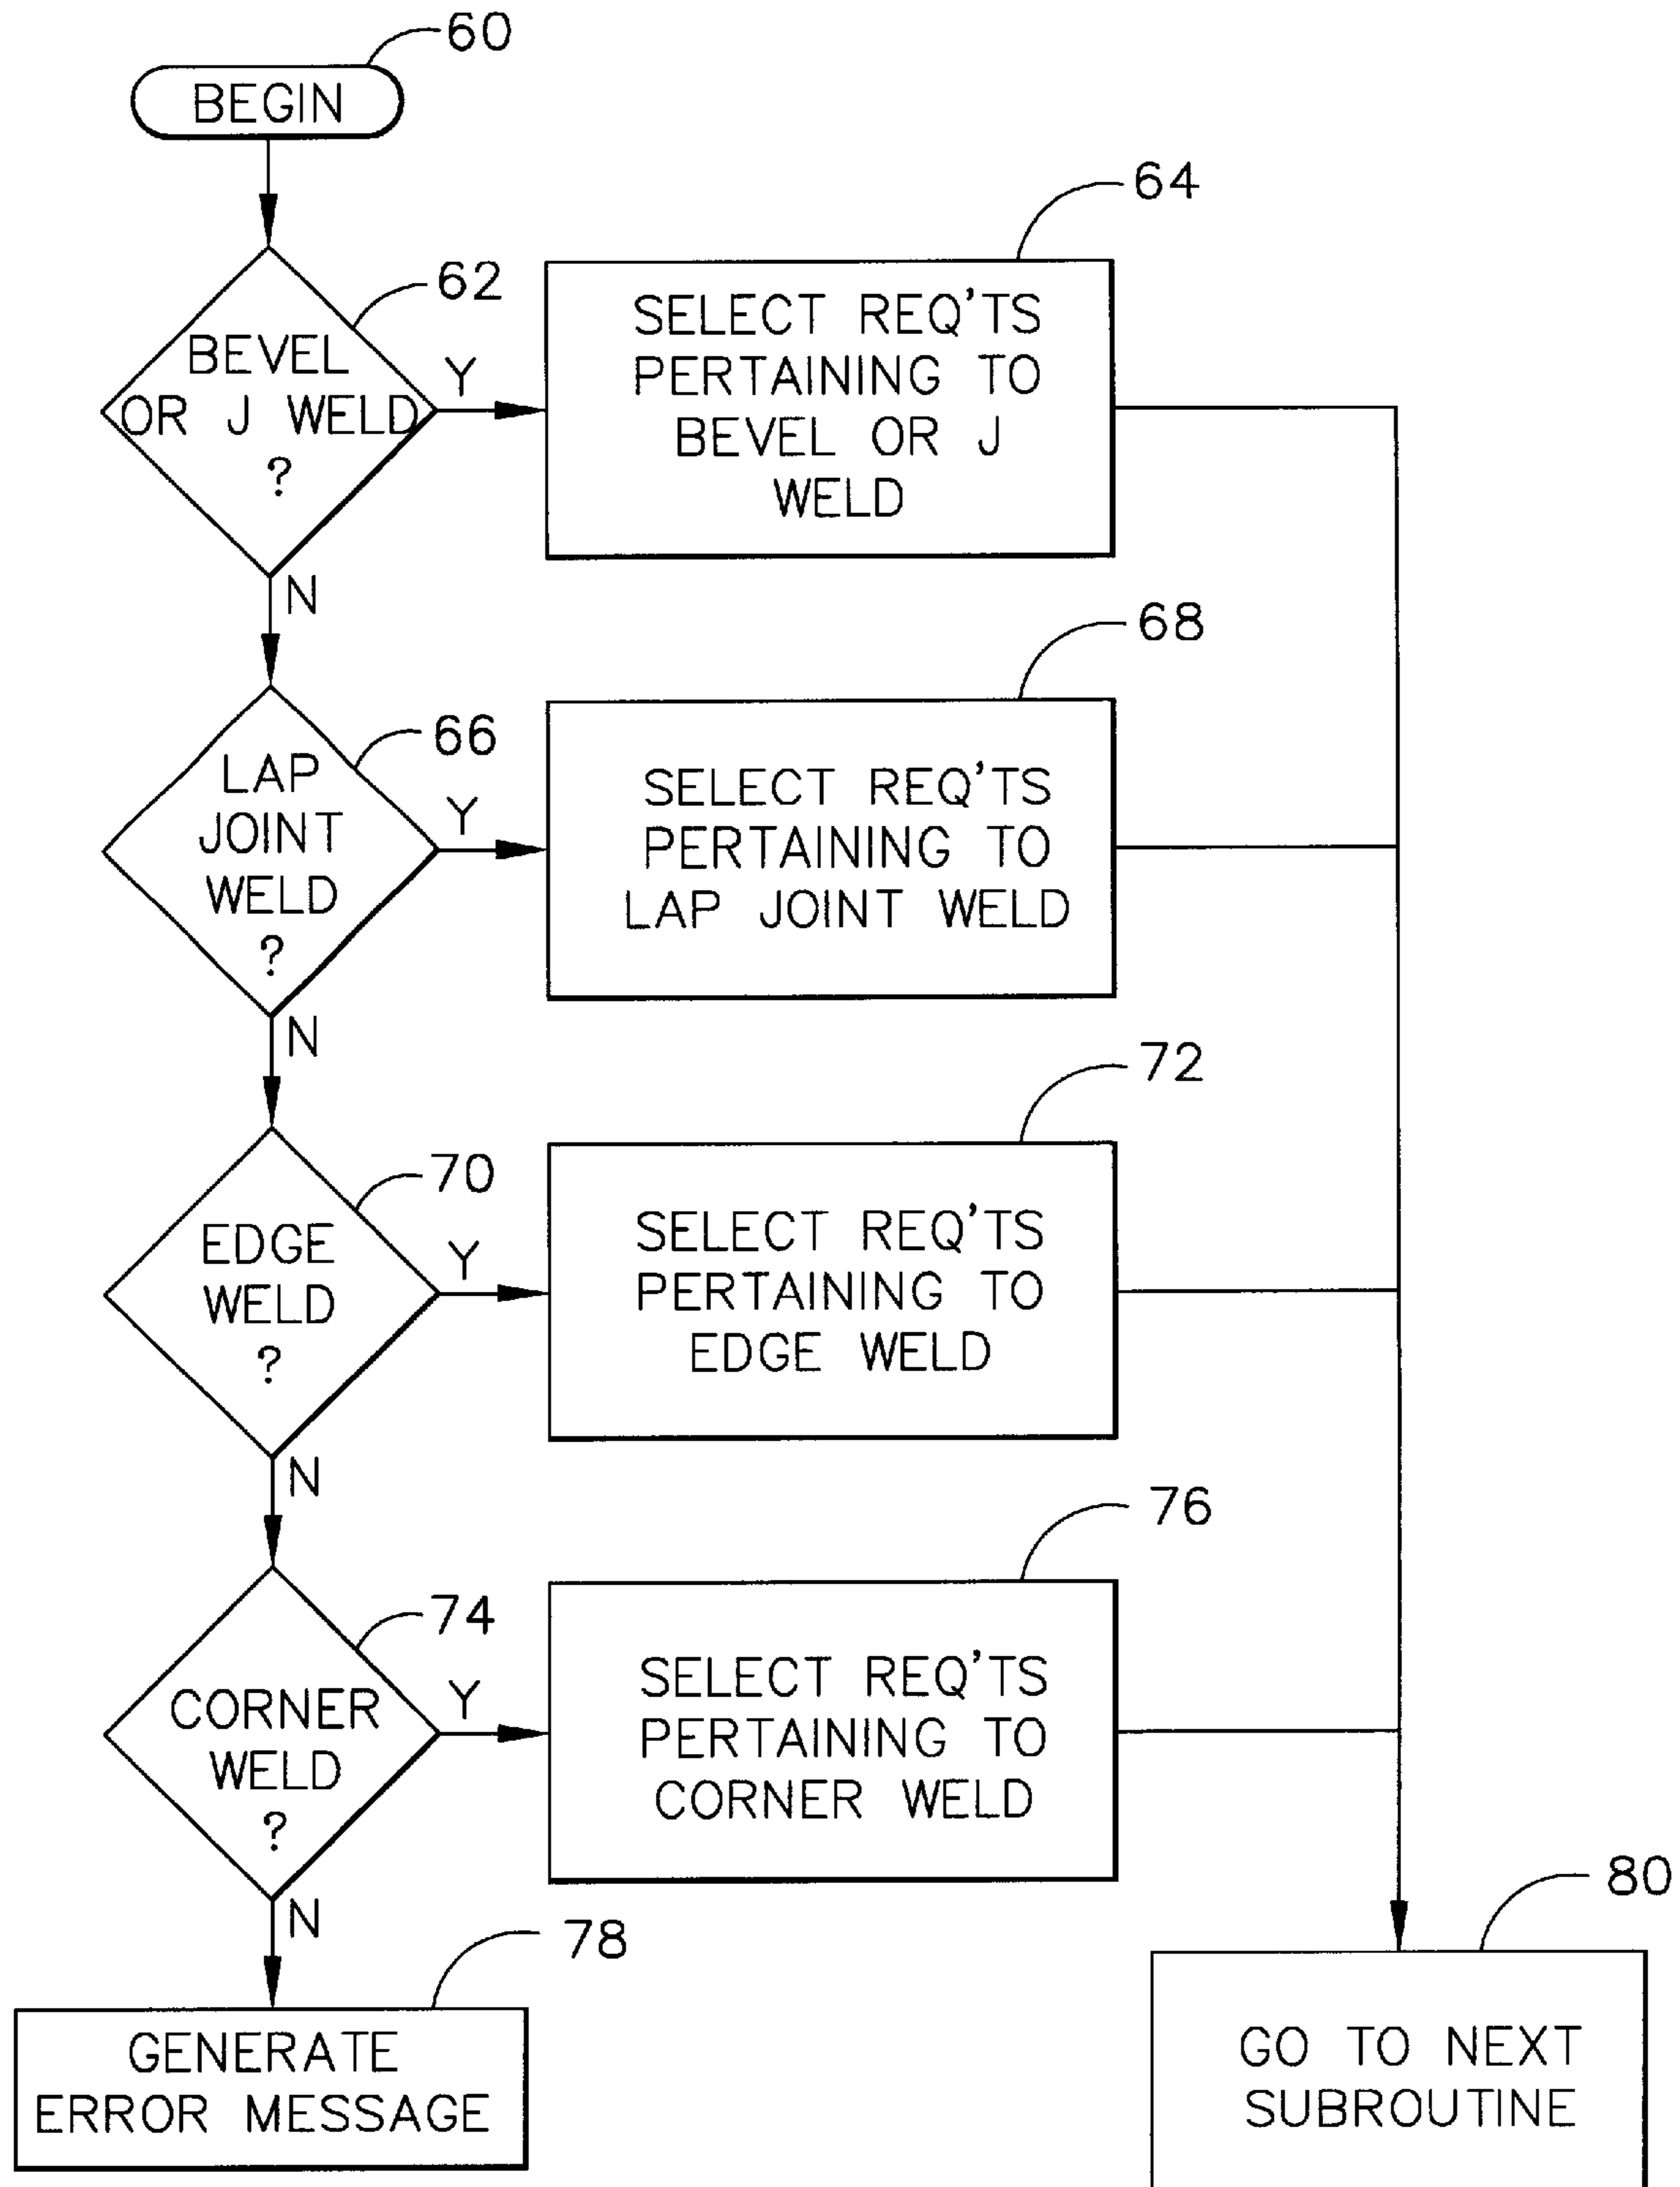 60
BEGIN
64
62
BEVEL
OR J WELD
?
Y
SELECT REQ'TS
PERTAINING TO
BEVEL OR J
WELD
N
68
66
LAP
JOINT
WELD
?
Y
SELECT REQ'TS
PERTAINING TO
LAP JOINT WELD
N
72
70
EDGE
WELD
?
Y
SELECT REQ'TS
PERTAINING TO
EDGE WELD
N
76
74
CORNER
WELD
?
Y
SELECT REQ'TS
PERTAINING TO
CORNER WELD
N
78
80
GENERATE
ERROR MESSAGE
GO TO NEXT
SUBROUTINE